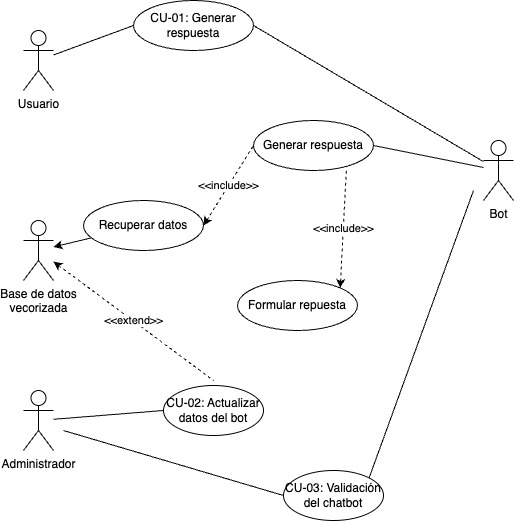 CU-01: Generar
respuesta
Usuario
Generar respuesta
<<include>>
Bot
Recuperar datos
<<include>>
Base de datos
vecorizada
Formular repuesta
<<extend>>
CU-02: Actualizar
datos del bot
Administrador
CU-03: Validación
del chatbot